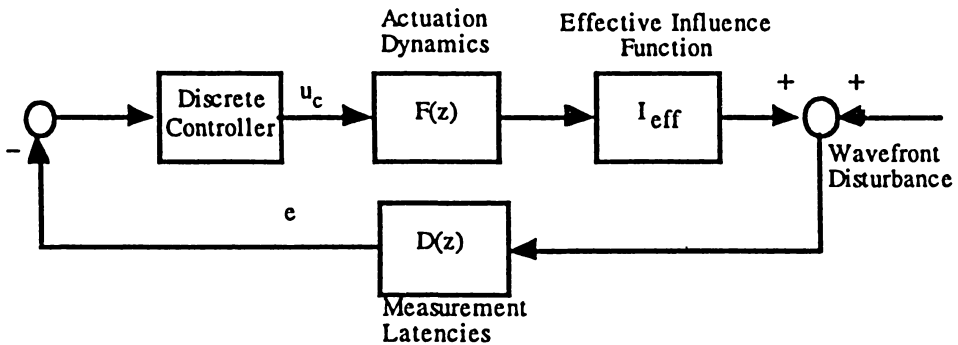 Actuation
Dynamics
Effective Influence
Function
Discrete
Controller
u_c
F(z)
I_eff
+
+
Wavefront
Disturbance
−
e
D(z)
Measurement
Latencies